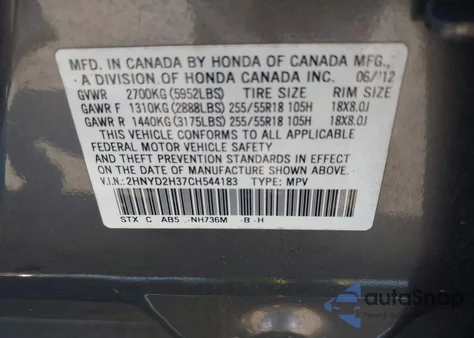 MFD. IN CANADA BY HONDA OF CANADA MFG.,
A DIVISION OF HONDA CANADA INC. 06/'12
GVWR 2700KG (5952LBS) TIRE SIZE RIM SIZE
GAWR F 1310KG (2888LBS) 255/55R18 105H 18X8.0J
GAWR R 1440KG (3175LBS) 255/55R18 105H 18X8.0J
THIS VEHICLE CONFORMS TO ALL APPLICABLE
FEDERAL MOTOR VEHICLE SAFETY, BUMPER,
AND THEFT PREVENTION STANDARDS IN EFFECT
ON THE DATE OF MANUFACTURE SHOWN ABOVE.
V.I.N.: 2HNYD2H37CH544183 TYPE: MPV
STX C AB5 -NH736M -B -H
autoSnap